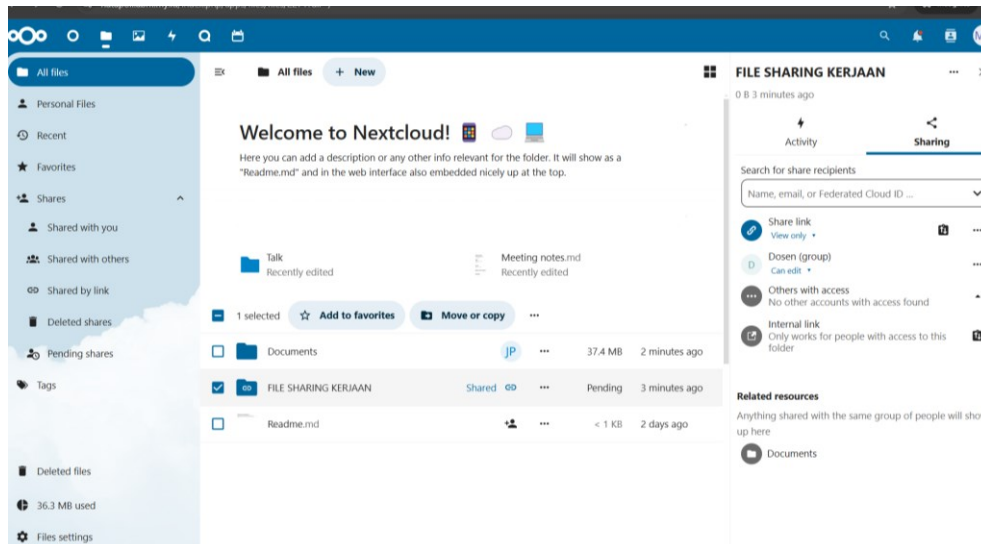 All files
Personal Files
Recent
Favorites
Shares
Shared with you
Shared with others
Shared by link
Deleted shares
Pending shares
Tags
Deleted files
36.3 MB used
Files settings
All files + New
Welcome to Nextcloud!
Here you can add a description or any other info relevant for the folder. It will show as a
"Readme.md" and in the web interface also embedded nicely up at the top.
Talk
Recently edited
Meeting notes.md
Recently edited
1 selected Add to favorites Move or copy
Documents JP 37.4 MB 2 minutes ago
FILE SHARING KERJAAN Shared Pending 3 minutes ago
Readme.md < 1 KB 2 days ago
FILE SHARING KERJAAN
0 B 3 minutes ago
Activity Sharing
Search for share recipients
Name, email, or Federated Cloud ID ...
Share link
View only
D Dosen (group)
Can edit
Others with access
No other accounts with access found
Internal link
Only works for people with access to this
folder
Related resources
Anything shared with the same group of people will sho
up here
Documents